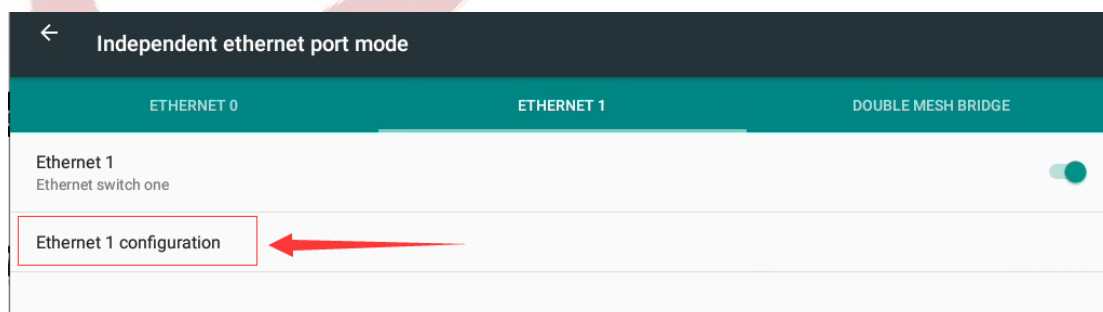 Independent ethernet port mode
ETHERNET 0
ETHERNET 1
DOUBLE MESH BRIDGE
Ethernet 1
Ethernet switch one
Ethernet 1 configuration